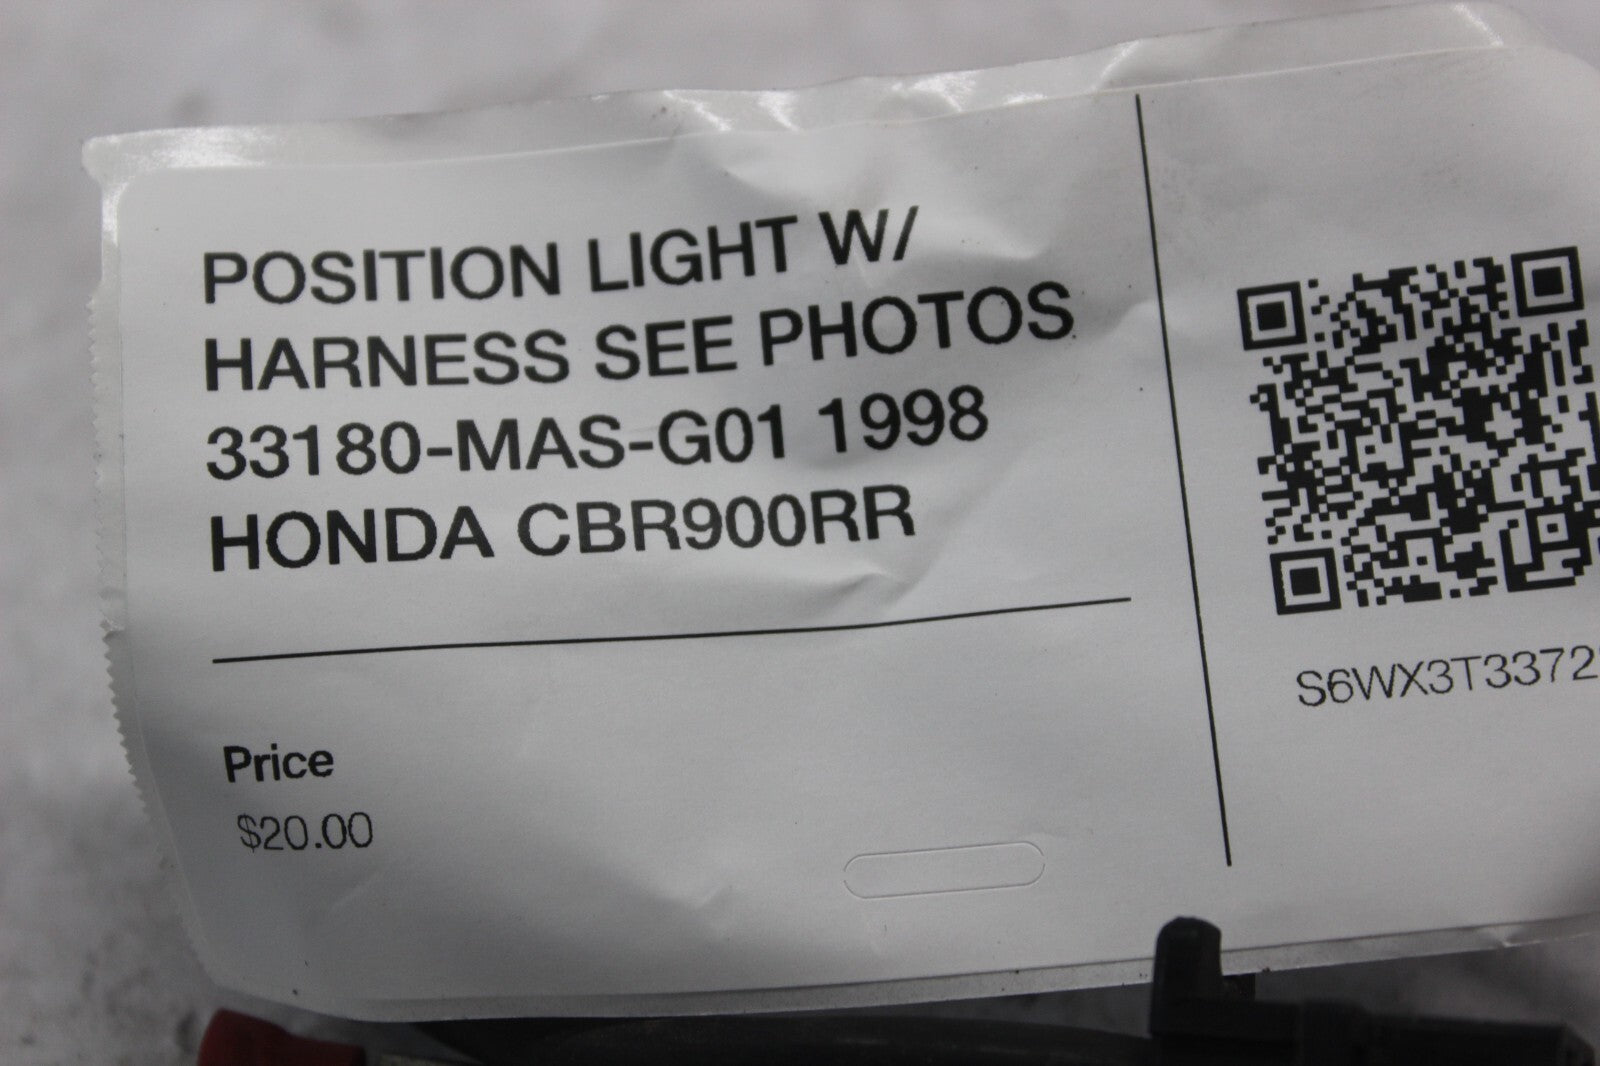 POSITION LIGHT W/
HARNESS SEE PHOTOS
33180-MAS-G01 1998
HONDA CBR900RR
Price
$20.00
S6WX3T3372